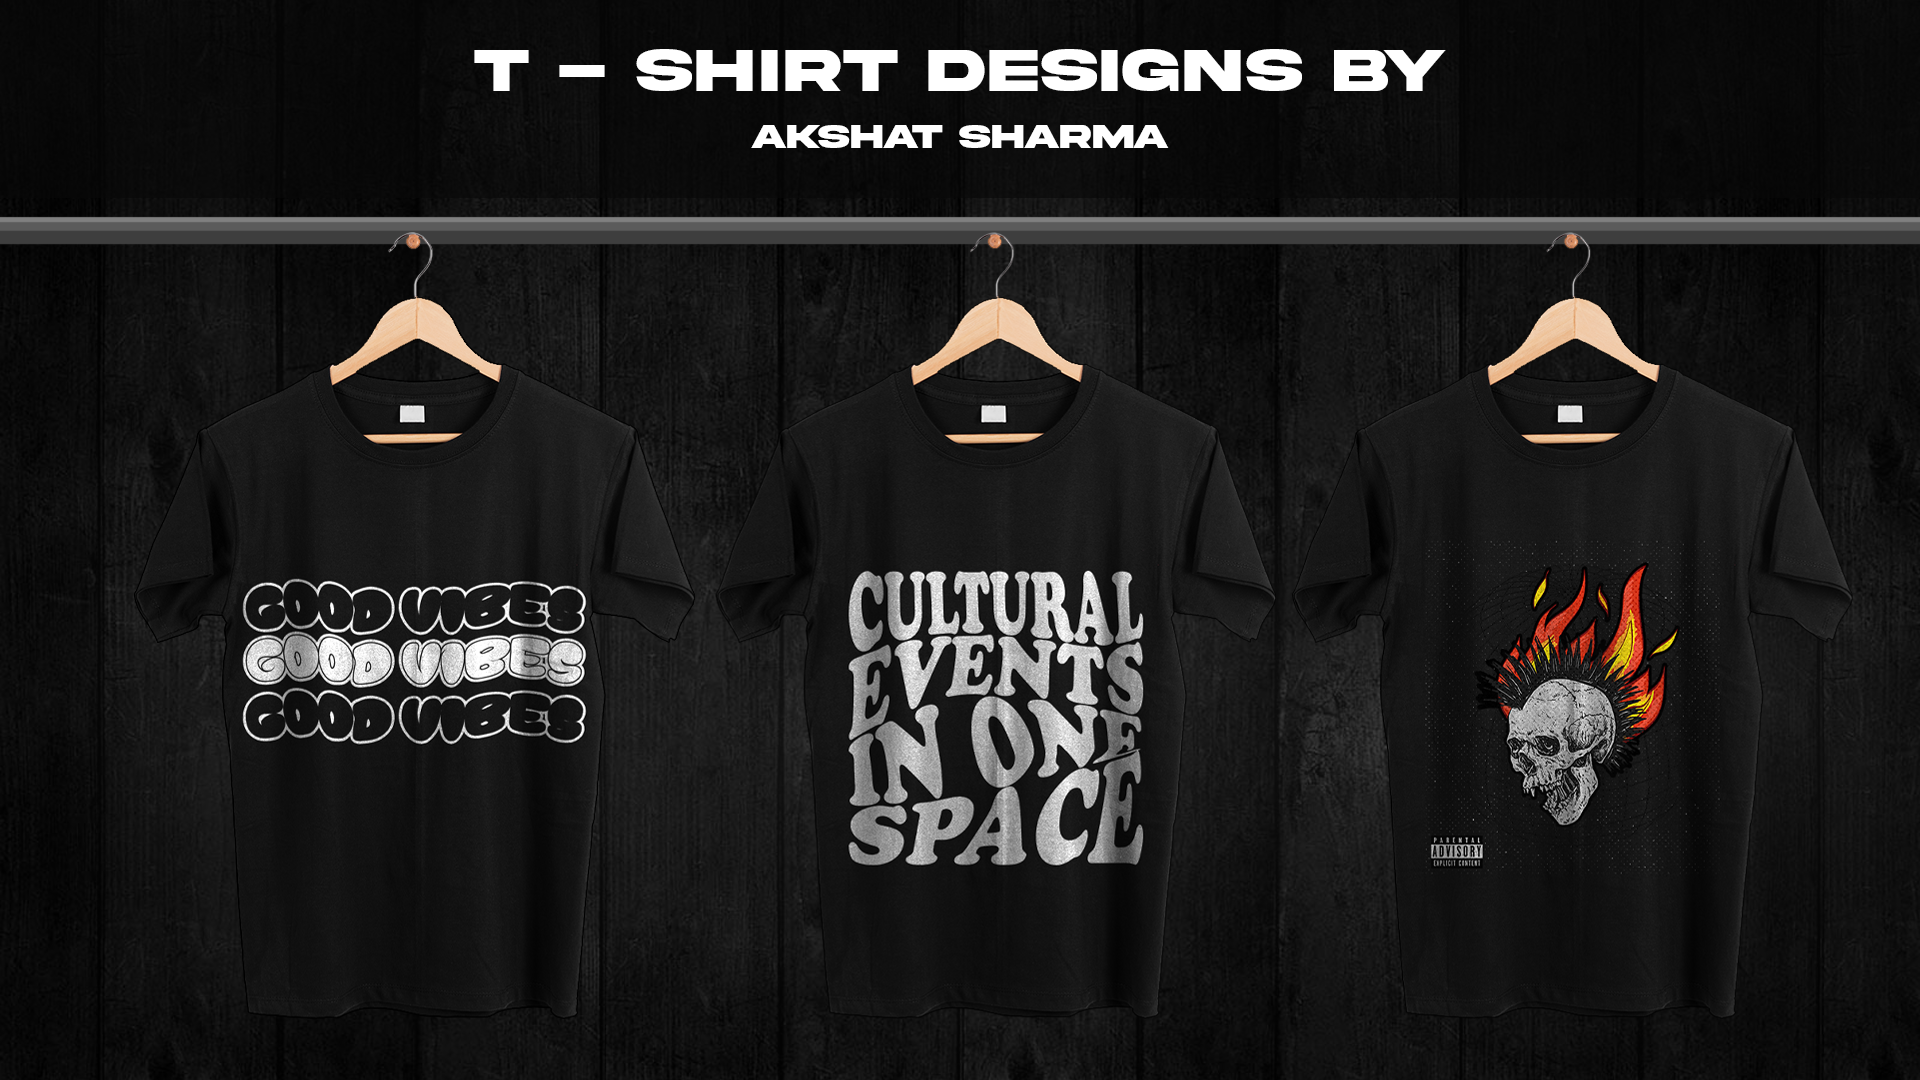 T - SHIRT DESIGNS BY
AKSHAT SHARMA
GOOD VIBES
GOOD VIBES
GOOD VIBES
CULTURAL
EVENTS
IN ONE
SPACE
PARENTAL
ADVISORY
EXPLICIT CONTENT